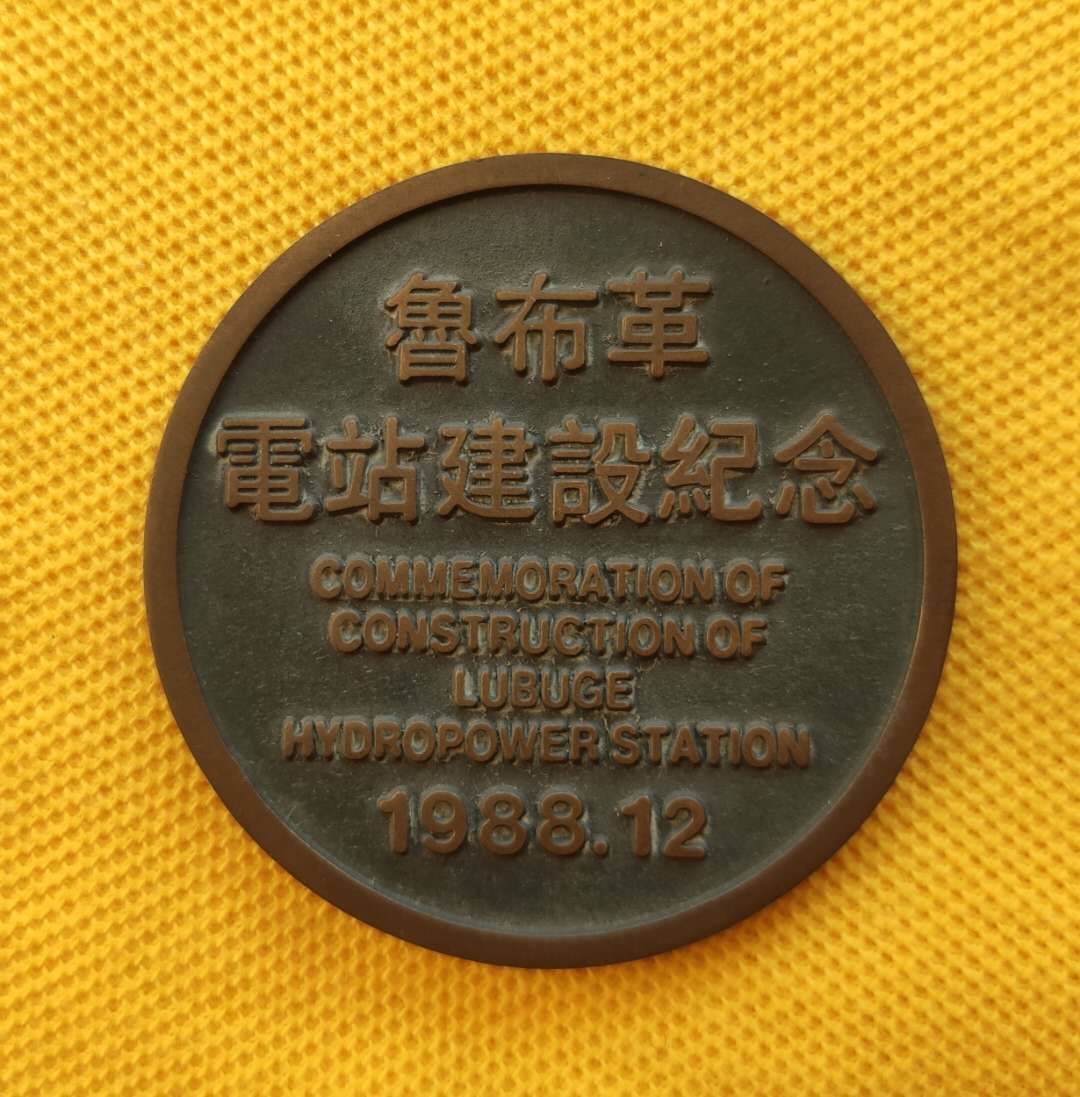 魯布革
電站建設紀念
COMMEMORATION OF
CONSTRUCTION OF
LUBUGE
HYDROPOWER STATION
1988.12